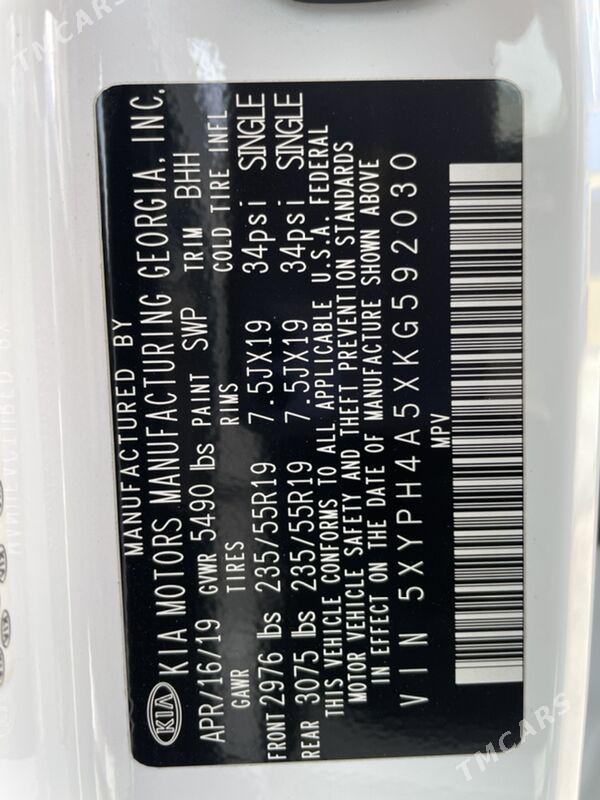 MANUFACTURED BY
KIA KIA MOTORS MANUFACTURING GEORGIA, INC.
APR/16/19 GVWR 5490 lbs PAINT SWP TRIM BHH
GAWR TIRES RIMS COLD TIRE INFL
FRONT 2976 lbs 235/55R19 7.5JX19 34psi SINGLE
REAR 3075 lbs 235/55R19 7.5JX19 34psi SINGLE
THIS VEHICLE CONFORMS TO ALL APPLICABLE U.S.A. FEDERAL
MOTOR VEHICLE SAFETY AND THEFT PREVENTION STANDARDS
IN EFFECT ON THE DATE OF MANUFACTURE SHOWN ABOVE
VIN 5XYPH4A5XKG592030
MPV
TMCARS
TMCARS